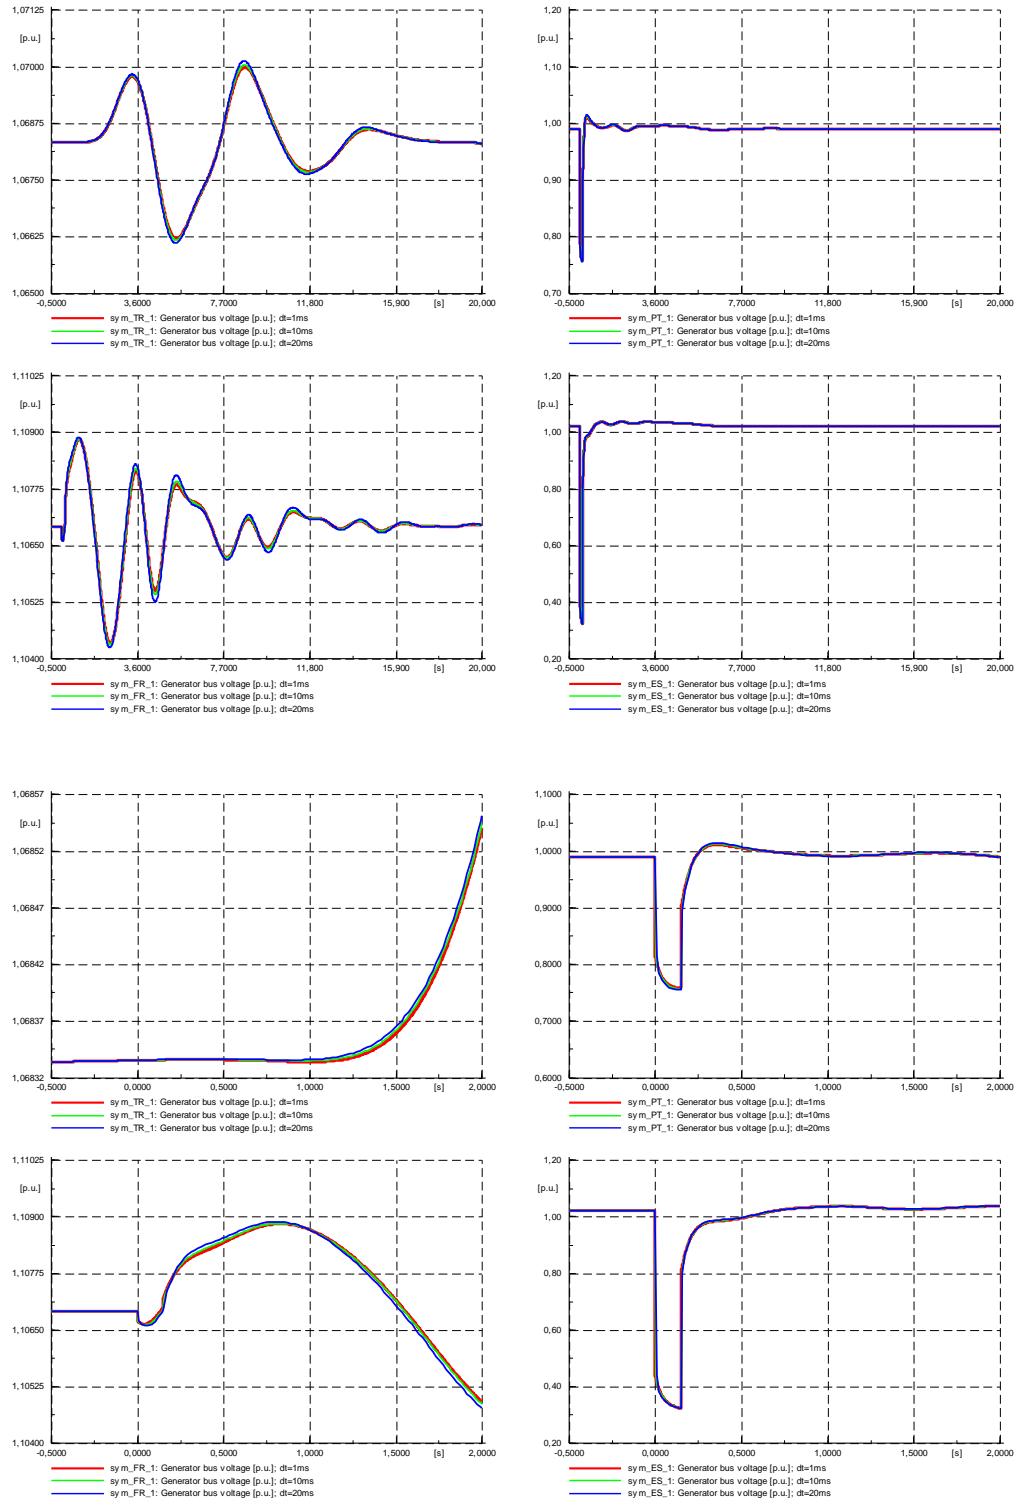 1,07125 1,20
[p.u.] [p.u.]
1,07000 1,10
1,06875 1,00
1,06750 0,90
1,06625 0,80
1,06500 0,70
-0,5000 3,6000 7,7000 11,800 15,900 [s] 20,000 -0,5000 3,6000 7,7000 11,800 15,900 [s] 20,000
sym_TR_1: Generator bus voltage [p.u.]; dt=1ms sym_PT_1: Generator bus voltage [p.u.]; dt=1ms
sym_TR_1: Generator bus voltage [p.u.]; dt=10ms sym_PT_1: Generator bus voltage [p.u.]; dt=10ms
sym_TR_1: Generator bus voltage [p.u.]; dt=20ms sym_PT_1: Generator bus voltage [p.u.]; dt=20ms
1,11025 1,20
[p.u.] [p.u.]
1,10900 1,00
1,10775 0,80
1,10650 0,60
1,10525 0,40
1,10400 0,20
-0,5000 3,6000 7,7000 11,800 15,900 [s] 20,000 -0,5000 3,6000 7,7000 11,800 15,900 [s] 20,000
sym_FR_1: Generator bus voltage [p.u.]; dt=1ms sym_ES_1: Generator bus voltage [p.u.]; dt=1ms
sym_FR_1: Generator bus voltage [p.u.]; dt=10ms sym_ES_1: Generator bus voltage [p.u.]; dt=10ms
sym_FR_1: Generator bus voltage [p.u.]; dt=20ms sym_ES_1: Generator bus voltage [p.u.]; dt=20ms
1,06857 1,1000
[p.u.] [p.u.]
1,06852 1,0000
1,06847 0,9000
1,06842 0,8000
1,06837 0,7000
1,06832 0,6000
-0,5000 0,0000 0,5000 1,0000 1,5000 [s] 2,0000 -0,5000 0,0000 0,5000 1,0000 1,5000 [s] 2,0000
sym_TR_1: Generator bus voltage [p.u.]; dt=1ms sym_PT_1: Generator bus voltage [p.u.]; dt=1ms
sym_TR_1: Generator bus voltage [p.u.]; dt=10ms sym_PT_1: Generator bus voltage [p.u.]; dt=10ms
sym_TR_1: Generator bus voltage [p.u.]; dt=20ms sym_PT_1: Generator bus voltage [p.u.]; dt=20ms
1,11025 1,20
[p.u.] [p.u.]
1,10900 1,00
1,10775 0,80
1,10650 0,60
1,10525 0,40
1,10400 0,20
-0,5000 0,0000 0,5000 1,0000 1,5000 [s] 2,0000 -0,5000 0,0000 0,5000 1,0000 1,5000 [s] 2,0000
sym_FR_1: Generator bus voltage [p.u.]; dt=1ms sym_ES_1: Generator bus voltage [p.u.]; dt=1ms
sym_FR_1: Generator bus voltage [p.u.]; dt=10ms sym_ES_1: Generator bus voltage [p.u.]; dt=10ms
sym_FR_1: Generator bus voltage [p.u.]; dt=20ms sym_ES_1: Generator bus voltage [p.u.]; dt=20ms